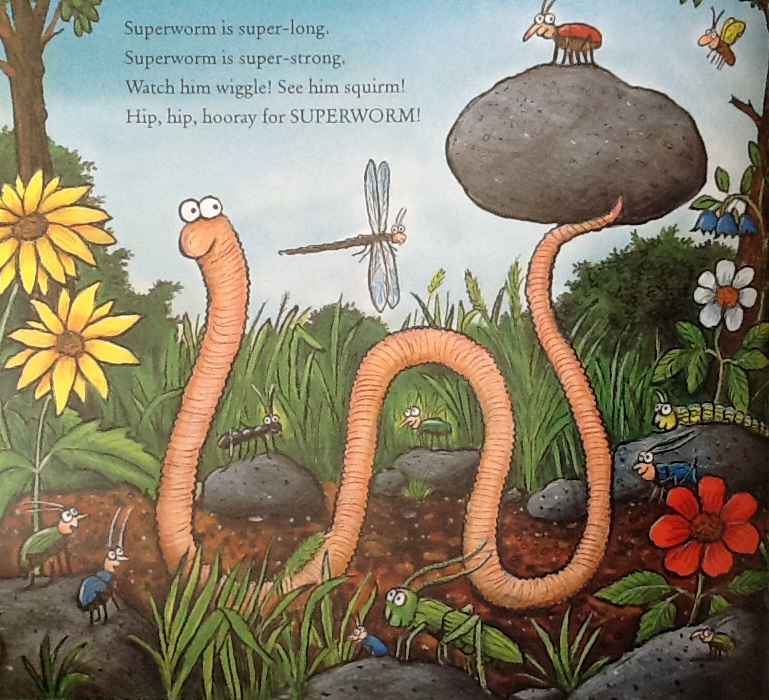 Superworm is super-long.
Superworm is super-strong.
Watch him wiggle! See him squirm!
Hip, hip, hooray for SUPERWORM!